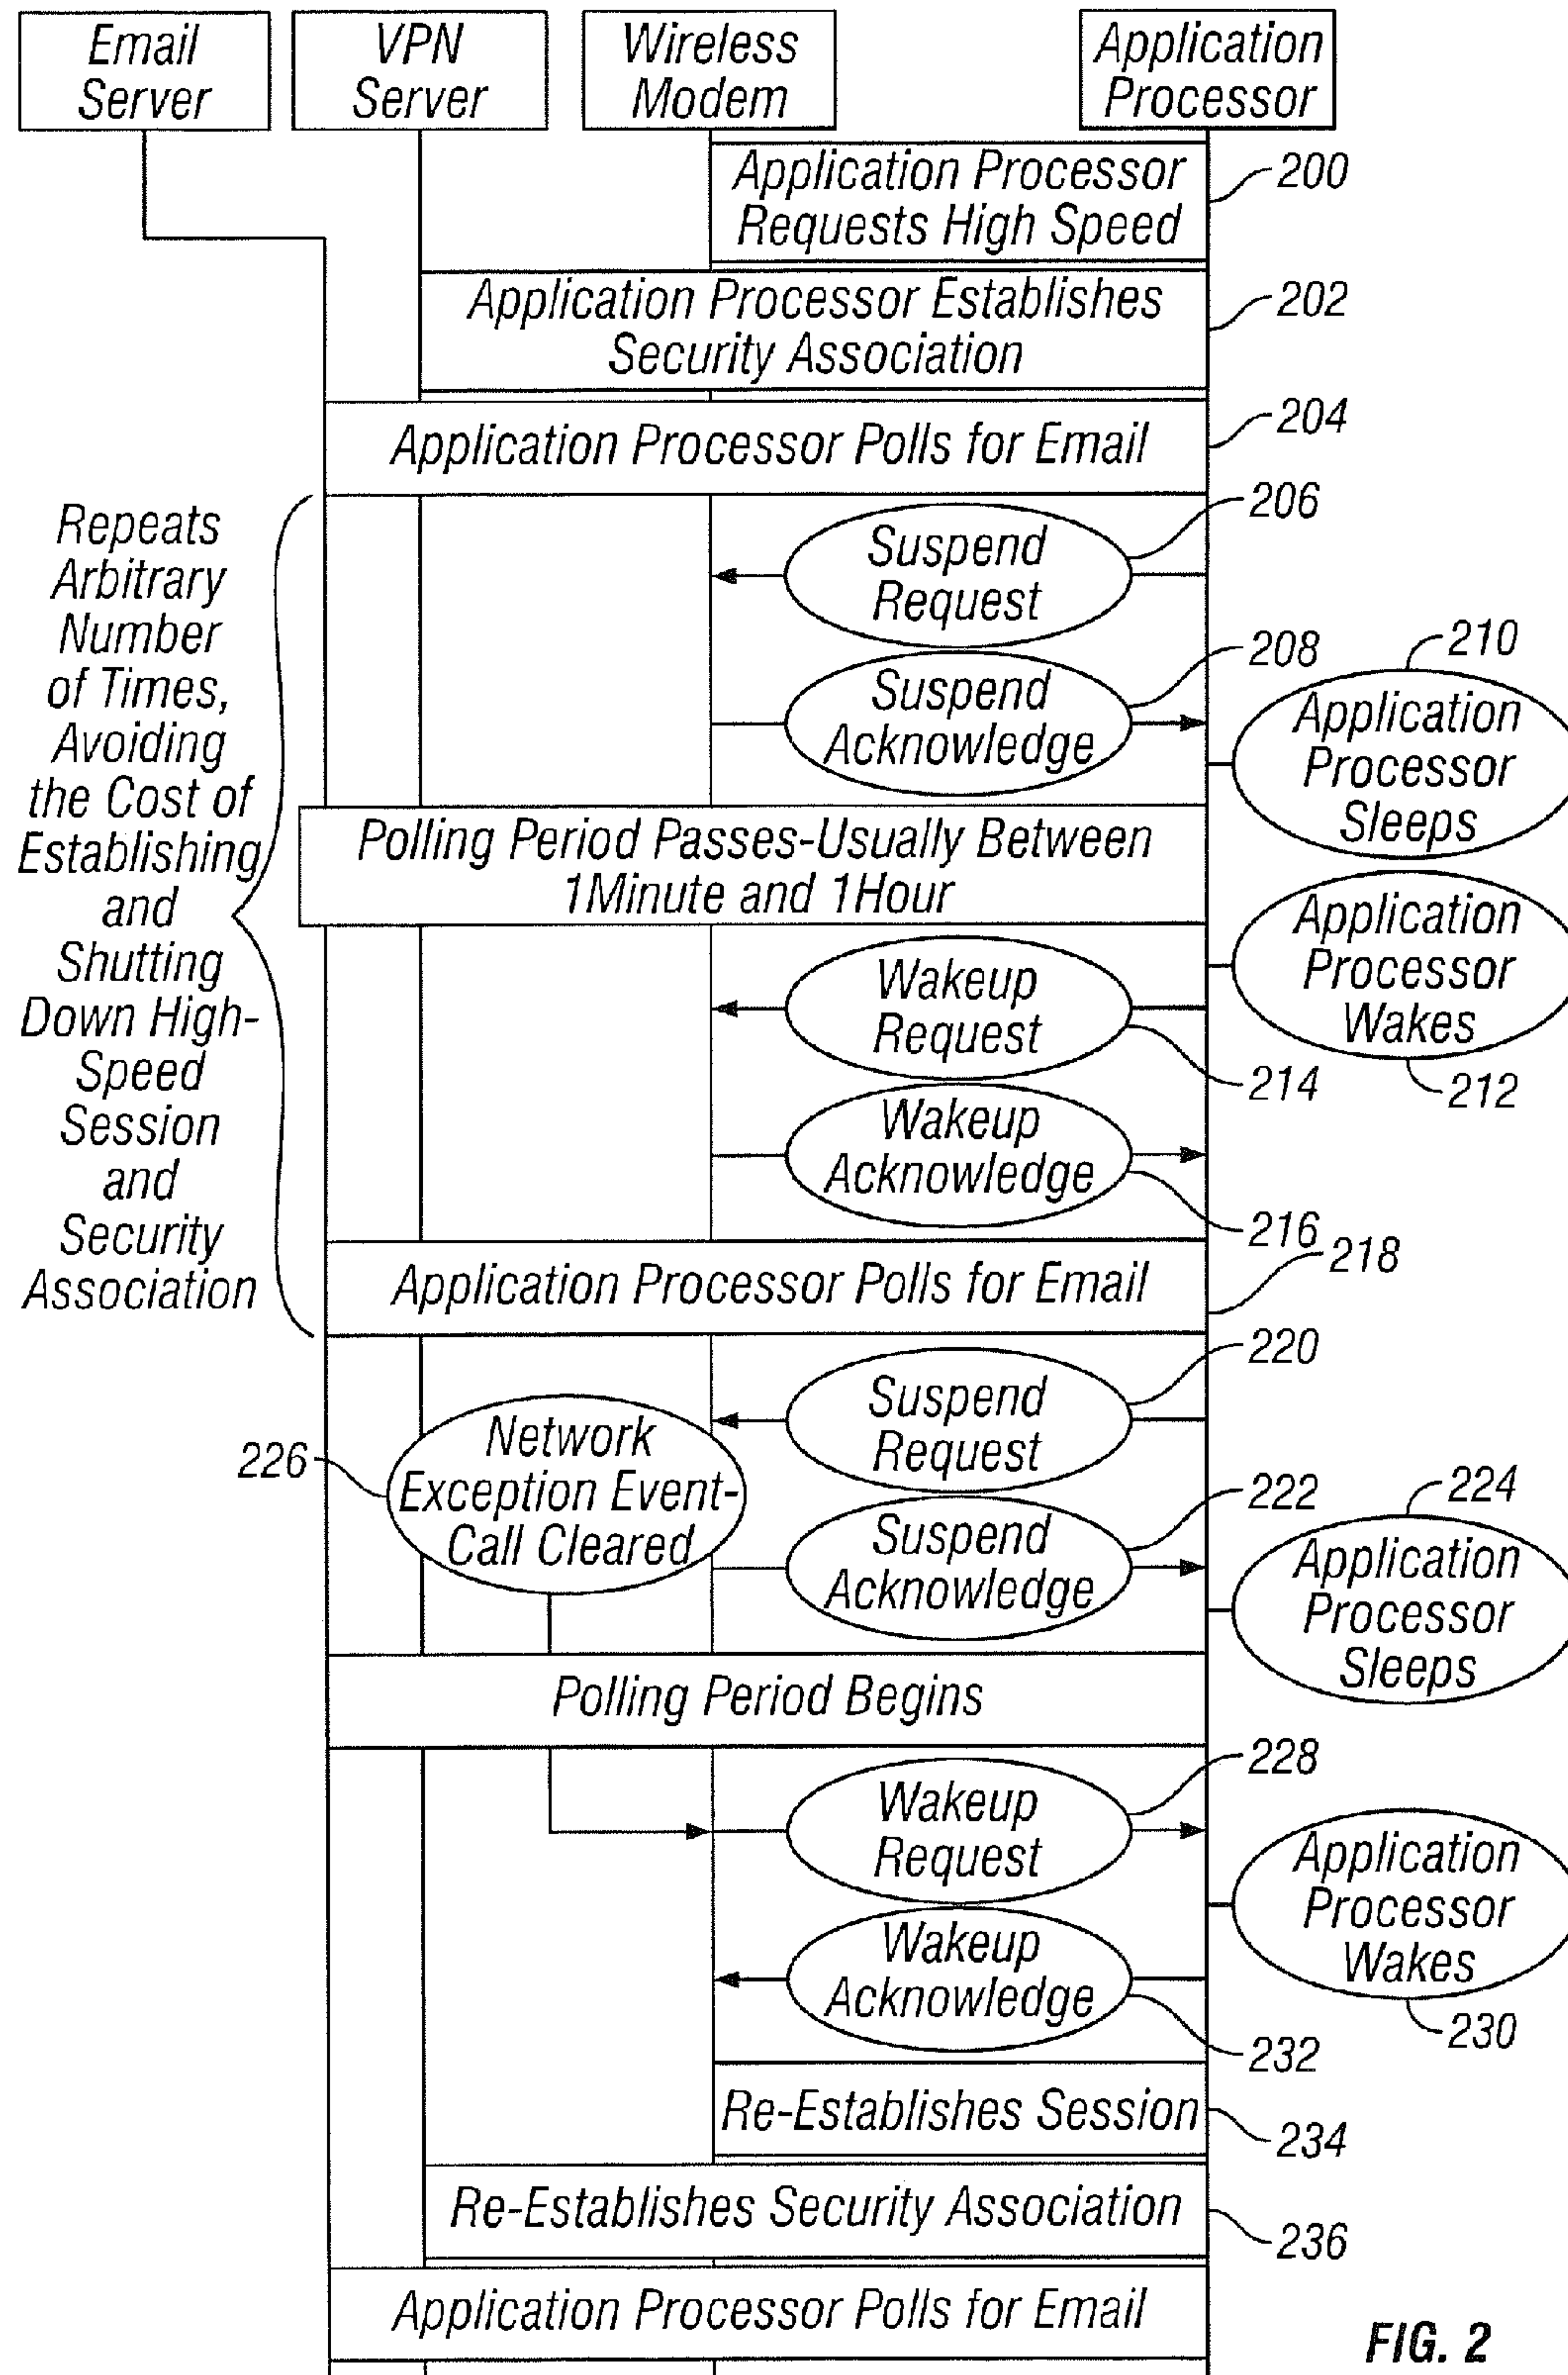 Email
Server
VPN
Server
Wireless
Modem
Application
Processor
Application Processor
Requests High Speed
200
Application Processor Establishes
Security Association
202
Application Processor Polls for Email
204
Repeats
Arbitrary
Number
of Times,
Avoiding
the Cost of
Establishing
and
Shutting
Down High-
Speed
Session
and
Security
Association
Suspend
Request
206
Suspend
Acknowledge
208
210
Application
Processor
Sleeps
Polling Period Passes-Usually Between
1Minute and 1Hour
Application
Processor
Wakes
212
Wakeup
Request
214
Wakeup
Acknowledge
216
Application Processor Polls for Email
218
Suspend
Request
220
226
Network
Exception Event-
Call Cleared
Suspend
Acknowledge
222
224
Application
Processor
Sleeps
Polling Period Begins
Wakeup
Request
228
Application
Processor
Wakes
230
Wakeup
Acknowledge
232
Re-Establishes Session
234
Re-Establishes Security Association
236
Application Processor Polls for Email
FIG. 2